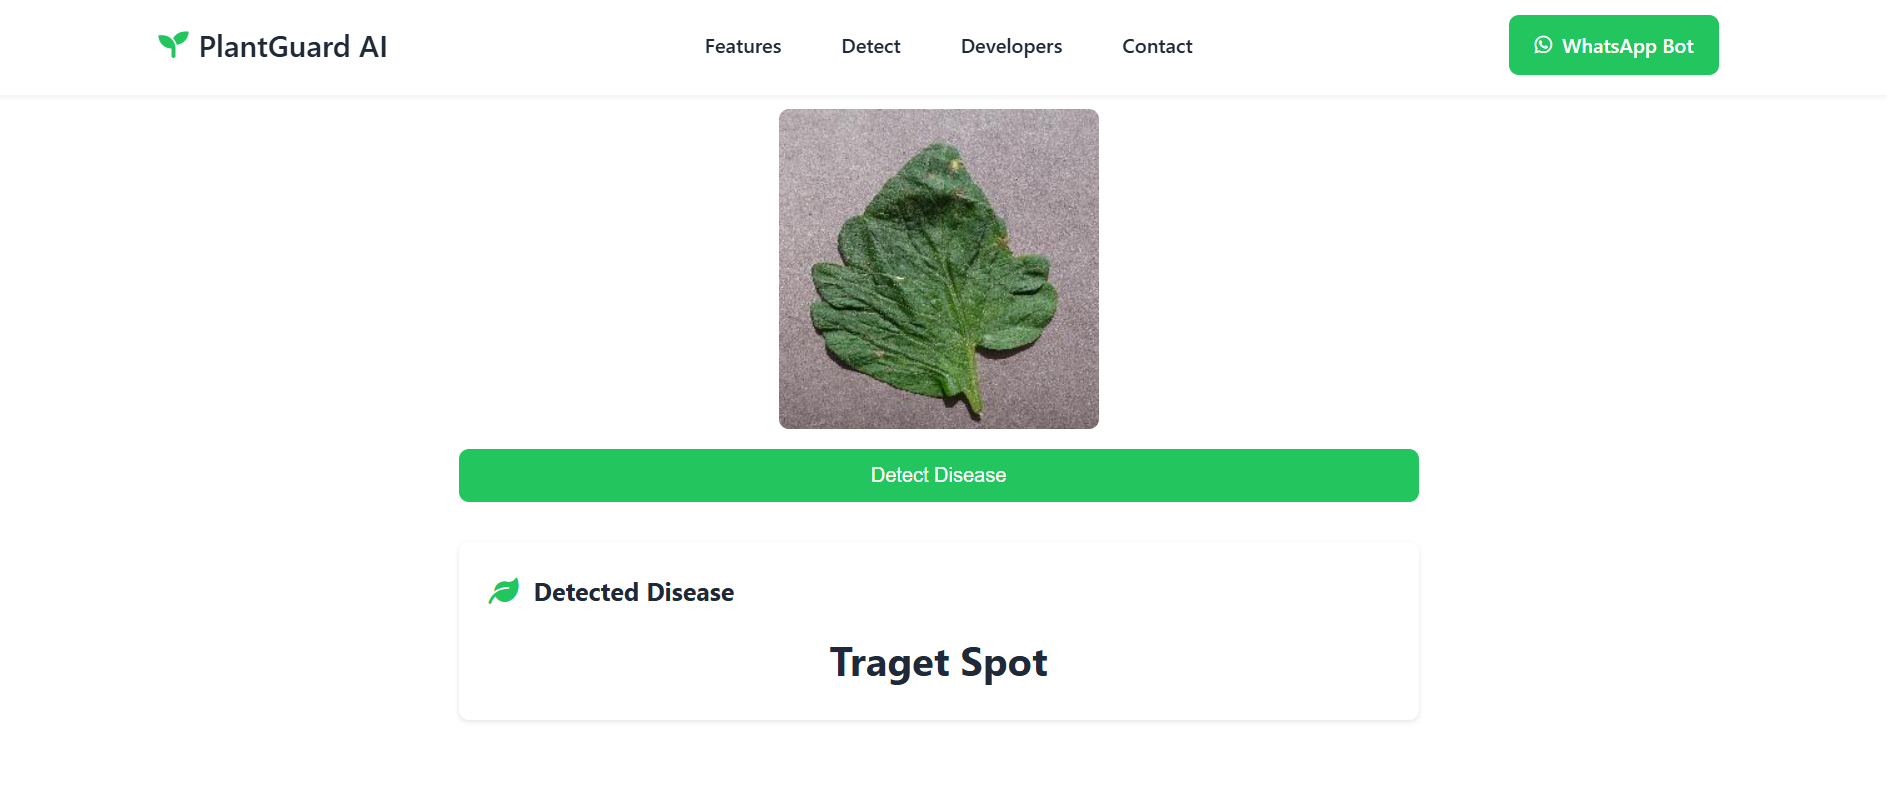 PlantGuard AI
Features
Detect
Developers
Contact
WhatsApp Bot
Detect Disease
Detected Disease
Traget Spot